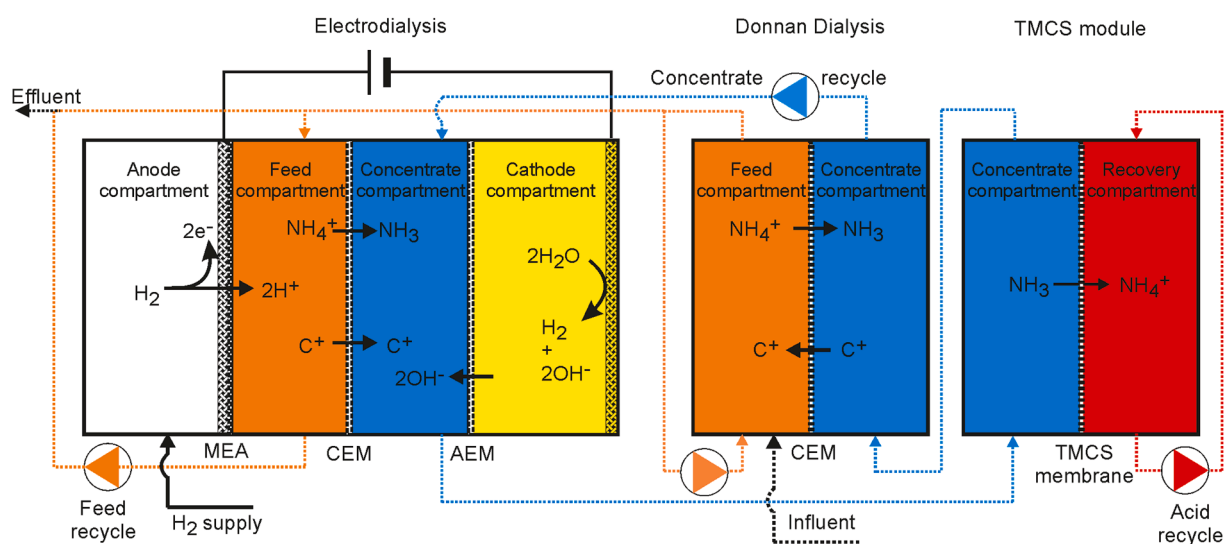 Electrodialysis
Donnan Dialysis
TMCS module
Concentrate recycle
Effluent
Anode
compartment
Feed
compartment
Concentrate
compartment
Cathode
compartment
Feed
compartment
Concentrate
compartment
Concentrate
compartment
Recovery
compartment
2e⁻
NH₄⁺
NH₃
H₂
2H⁺
C⁺
C⁺
2OH⁻
2H₂O
H₂
+
2OH⁻
NH₄⁺
NH₃
C⁺
C⁺
NH₃
NH₄⁺
MEA
CEM
AEM
CEM
TMCS
membrane
Feed
recycle
H₂ supply
Influent
Acid
recycle